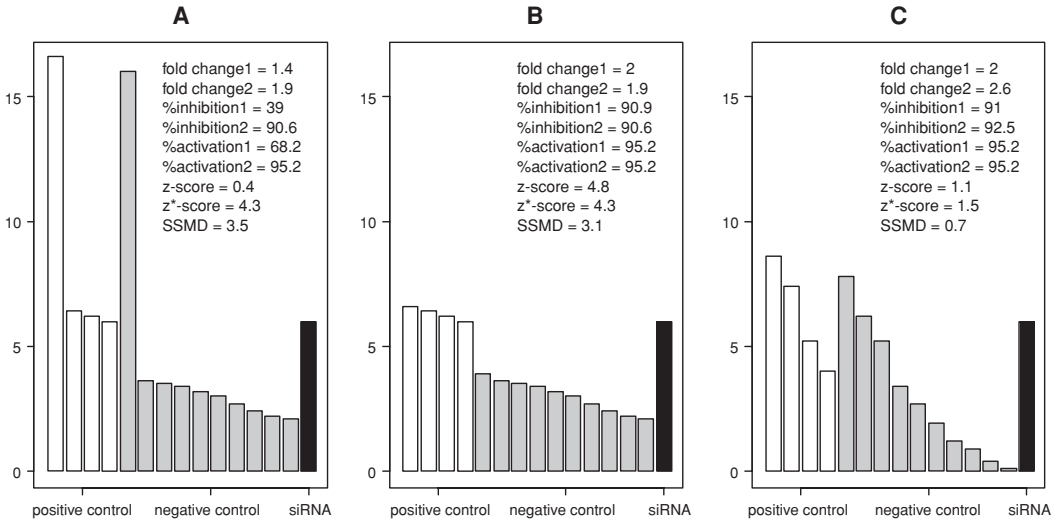 A
15
10
5
0
fold change1 = 1.4
fold change2 = 1.9
%inhibition1 = 39
%inhibition2 = 90.6
%activation1 = 68.2
%activation2 = 95.2
z-score = 0.4
z*-score = 4.3
SSMD = 3.5
positive control negative control siRNA
B
15
10
5
0
fold change1 = 2
fold change2 = 1.9
%inhibition1 = 90.9
%inhibition2 = 90.6
%activation1 = 95.2
%activation2 = 95.2
z-score = 4.8
z*-score = 4.3
SSMD = 3.1
positive control negative control siRNA
C
15
10
5
0
fold change1 = 2
fold change2 = 2.6
%inhibition1 = 91
%inhibition2 = 92.5
%activation1 = 95.2
%activation2 = 95.2
z-score = 1.1
z*-score = 1.5
SSMD = 0.7
positive control negative control siRNA